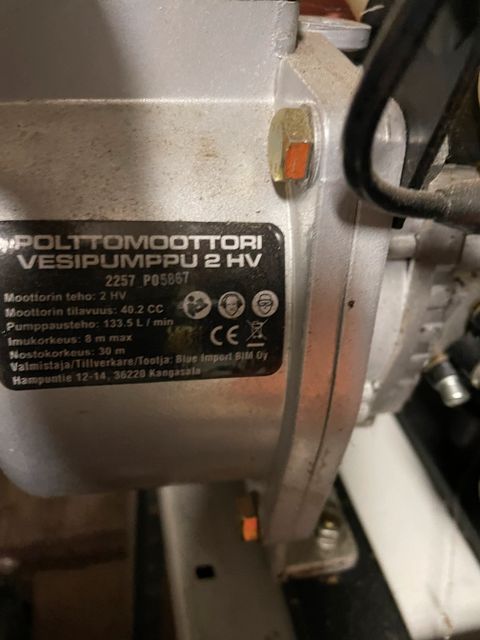 POLTTOMOOTTORI
VESIPUMPPU 2 HV
2257 P05867
Moottorin teho: 2 HV
Moottorin tilavuus: 40.2 CC
Pumppausteho: 133.5 L / min
Imukorkeus: 8 m max
Nostokorkeus: 30 m
CE
Valmistaja/Tillverkare/Tootja: Blue Import BIM Oy
Hampuntie 12-14, 36220 Kangasala